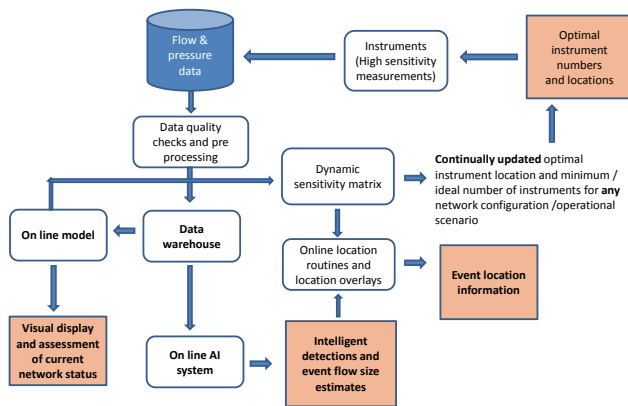 Flow &
pressure
data
Instruments
(High sensitivity
measurements)
Optimal
instrument
numbers
and locations
Data quality
checks and pre
processing
Dynamic
sensitivity matrix
Continually updated optimal
instrument location and minimum /
ideal number of instruments for any
network configuration /operational
scenario
On line model
Data
warehouse
Online location
routines and
location overlays
Event location
information
Visual display
and assessment
of current
network status
On line AI
system
Intelligent
detections and
event flow size
estimates